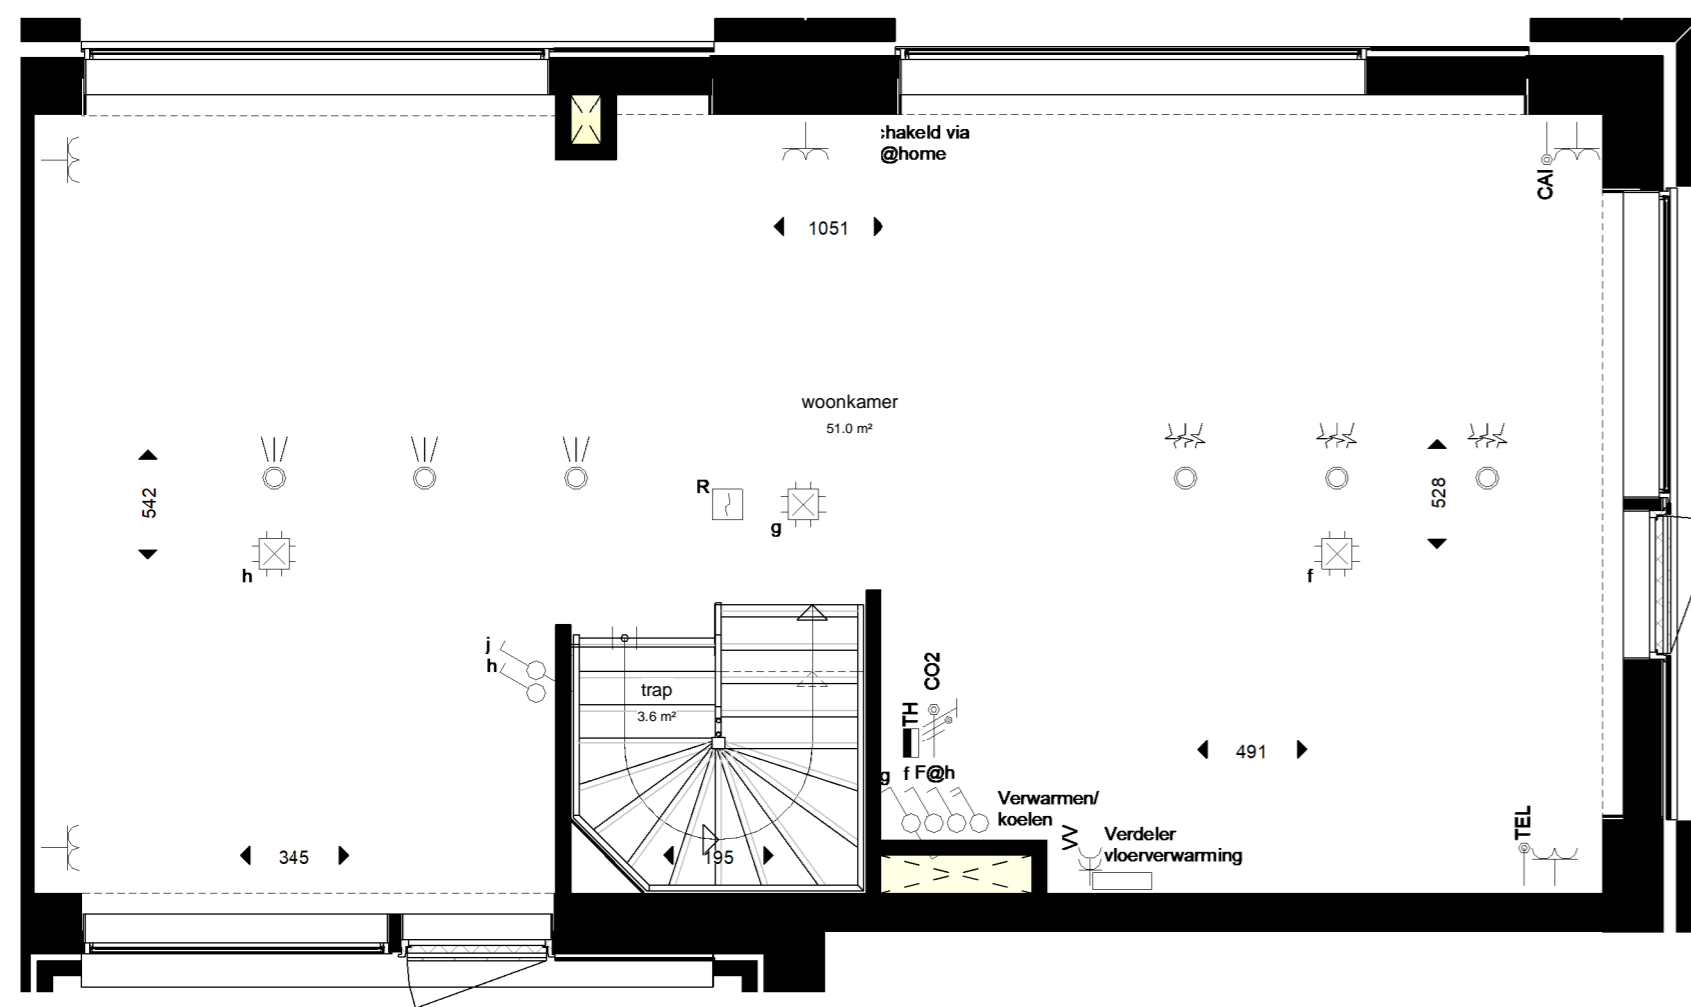 :hakeld via
@home
CAI
1051
woonkamer
51.0 m²
542
528
R
g
h
f
j
h
trap
3.6 m²
CO2
TH
g
f F@h
491
Verwarmen/
koelen
VV
Verdeler
vloerverwarming
TEL
345
195